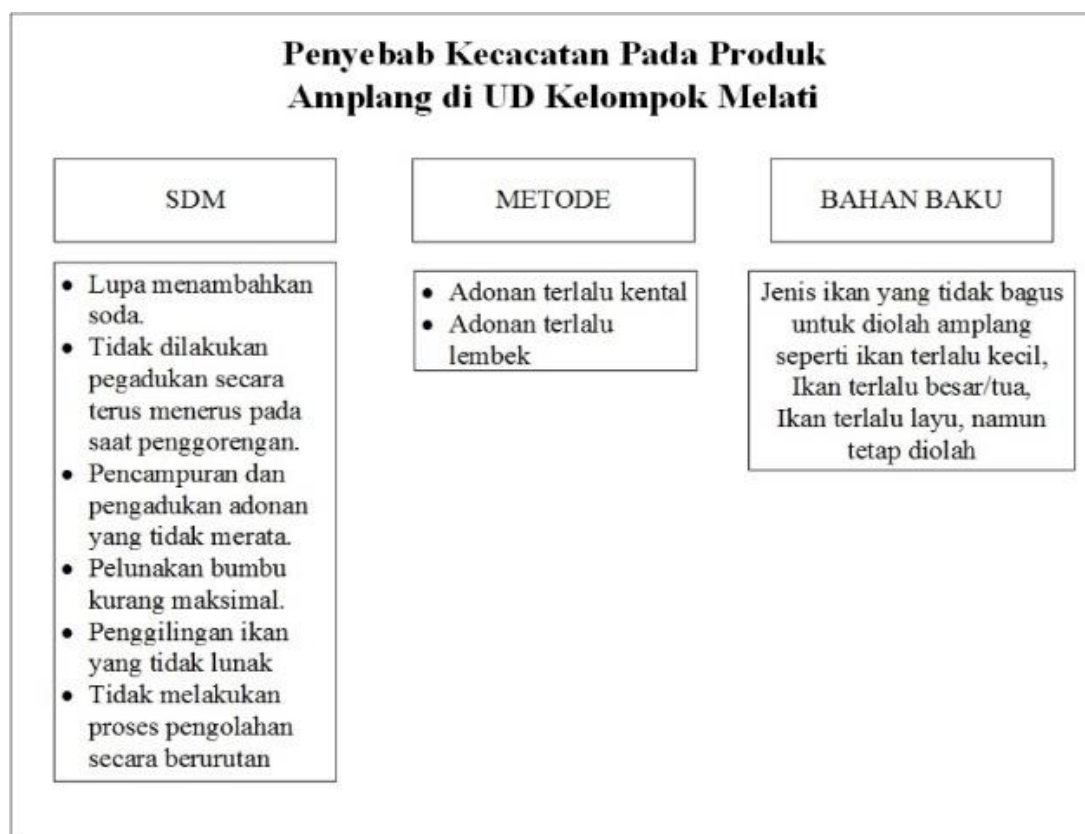 Penyebab Kecacatan Pada Produk
Amplang di UD Kelompok Melati
SDM
METODE
BAHAN BAKU
• Lupa menambahkan
soda.
• Tidak dilakukan
pegadukan secara
terus menerus pada
saat penggorengan.
• Pencampuran dan
pengadukan adonan
yang tidak merata.
• Pelunakan bumbu
kurang maksimal.
• Penggilingan ikan
yang tidak lunak
• Tidak melakukan
proses pengolahan
secara berurutan
• Adonan terlalu kental
• Adonan terlalu
lembek
Jenis ikan yang tidak bagus
untuk diolah amplang
seperti ikan terlalu kecil,
Ikan terlalu besar/tua,
Ikan terlalu layu, namun
tetap diolah